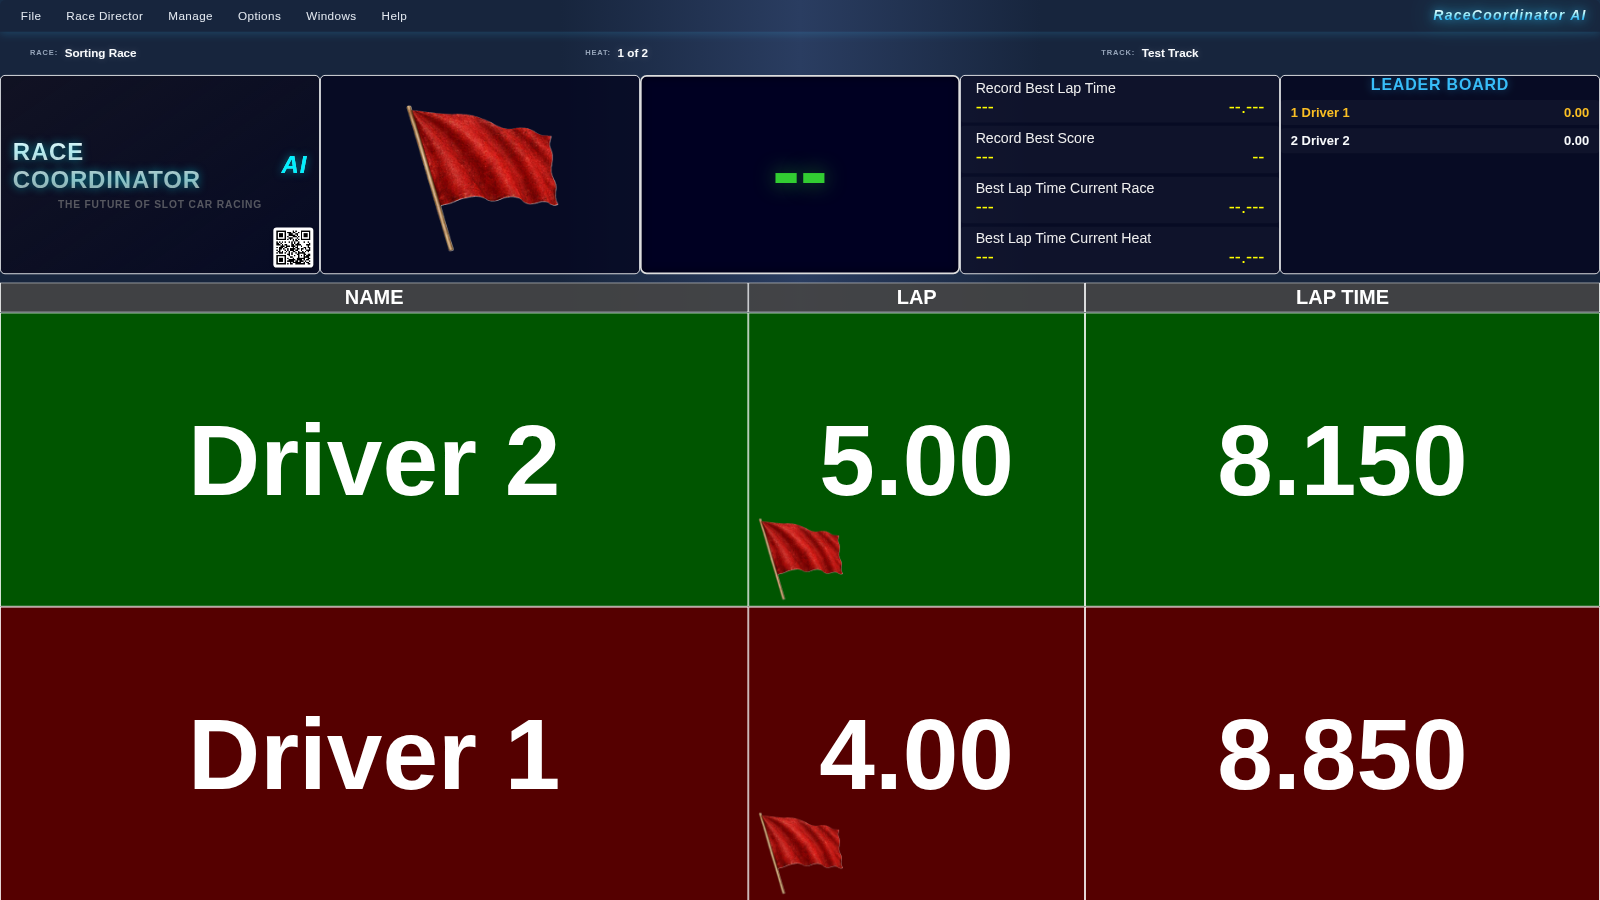 File Race Director Manage Options Windows Help RaceCoordinator AI
RACE: Sorting Race HEAT: 1 of 2 TRACK: Test Track
RACE
COORDINATOR
AI
THE FUTURE OF SLOT CAR RACING
--
Record Best Lap Time
--- --.---
Record Best Score
--- --
Best Lap Time Current Race
--- --.---
Best Lap Time Current Heat
--- --.---
LEADER BOARD
1 Driver 1 0.00
2 Driver 2 0.00
NAME LAP LAP TIME
Driver 2 5.00 8.150
Driver 1 4.00 8.850